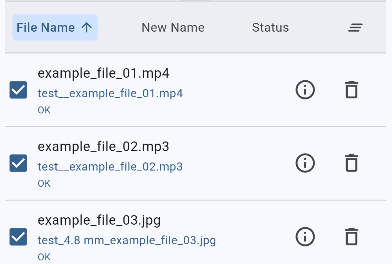 File Name New Name Status
example_file_01.mp4
test__example_file_01.mp4
OK
example_file_02.mp3
test__example_file_02.mp3
OK
example_file_03.jpg
test_4.8 mm_example_file_03.jpg
OK